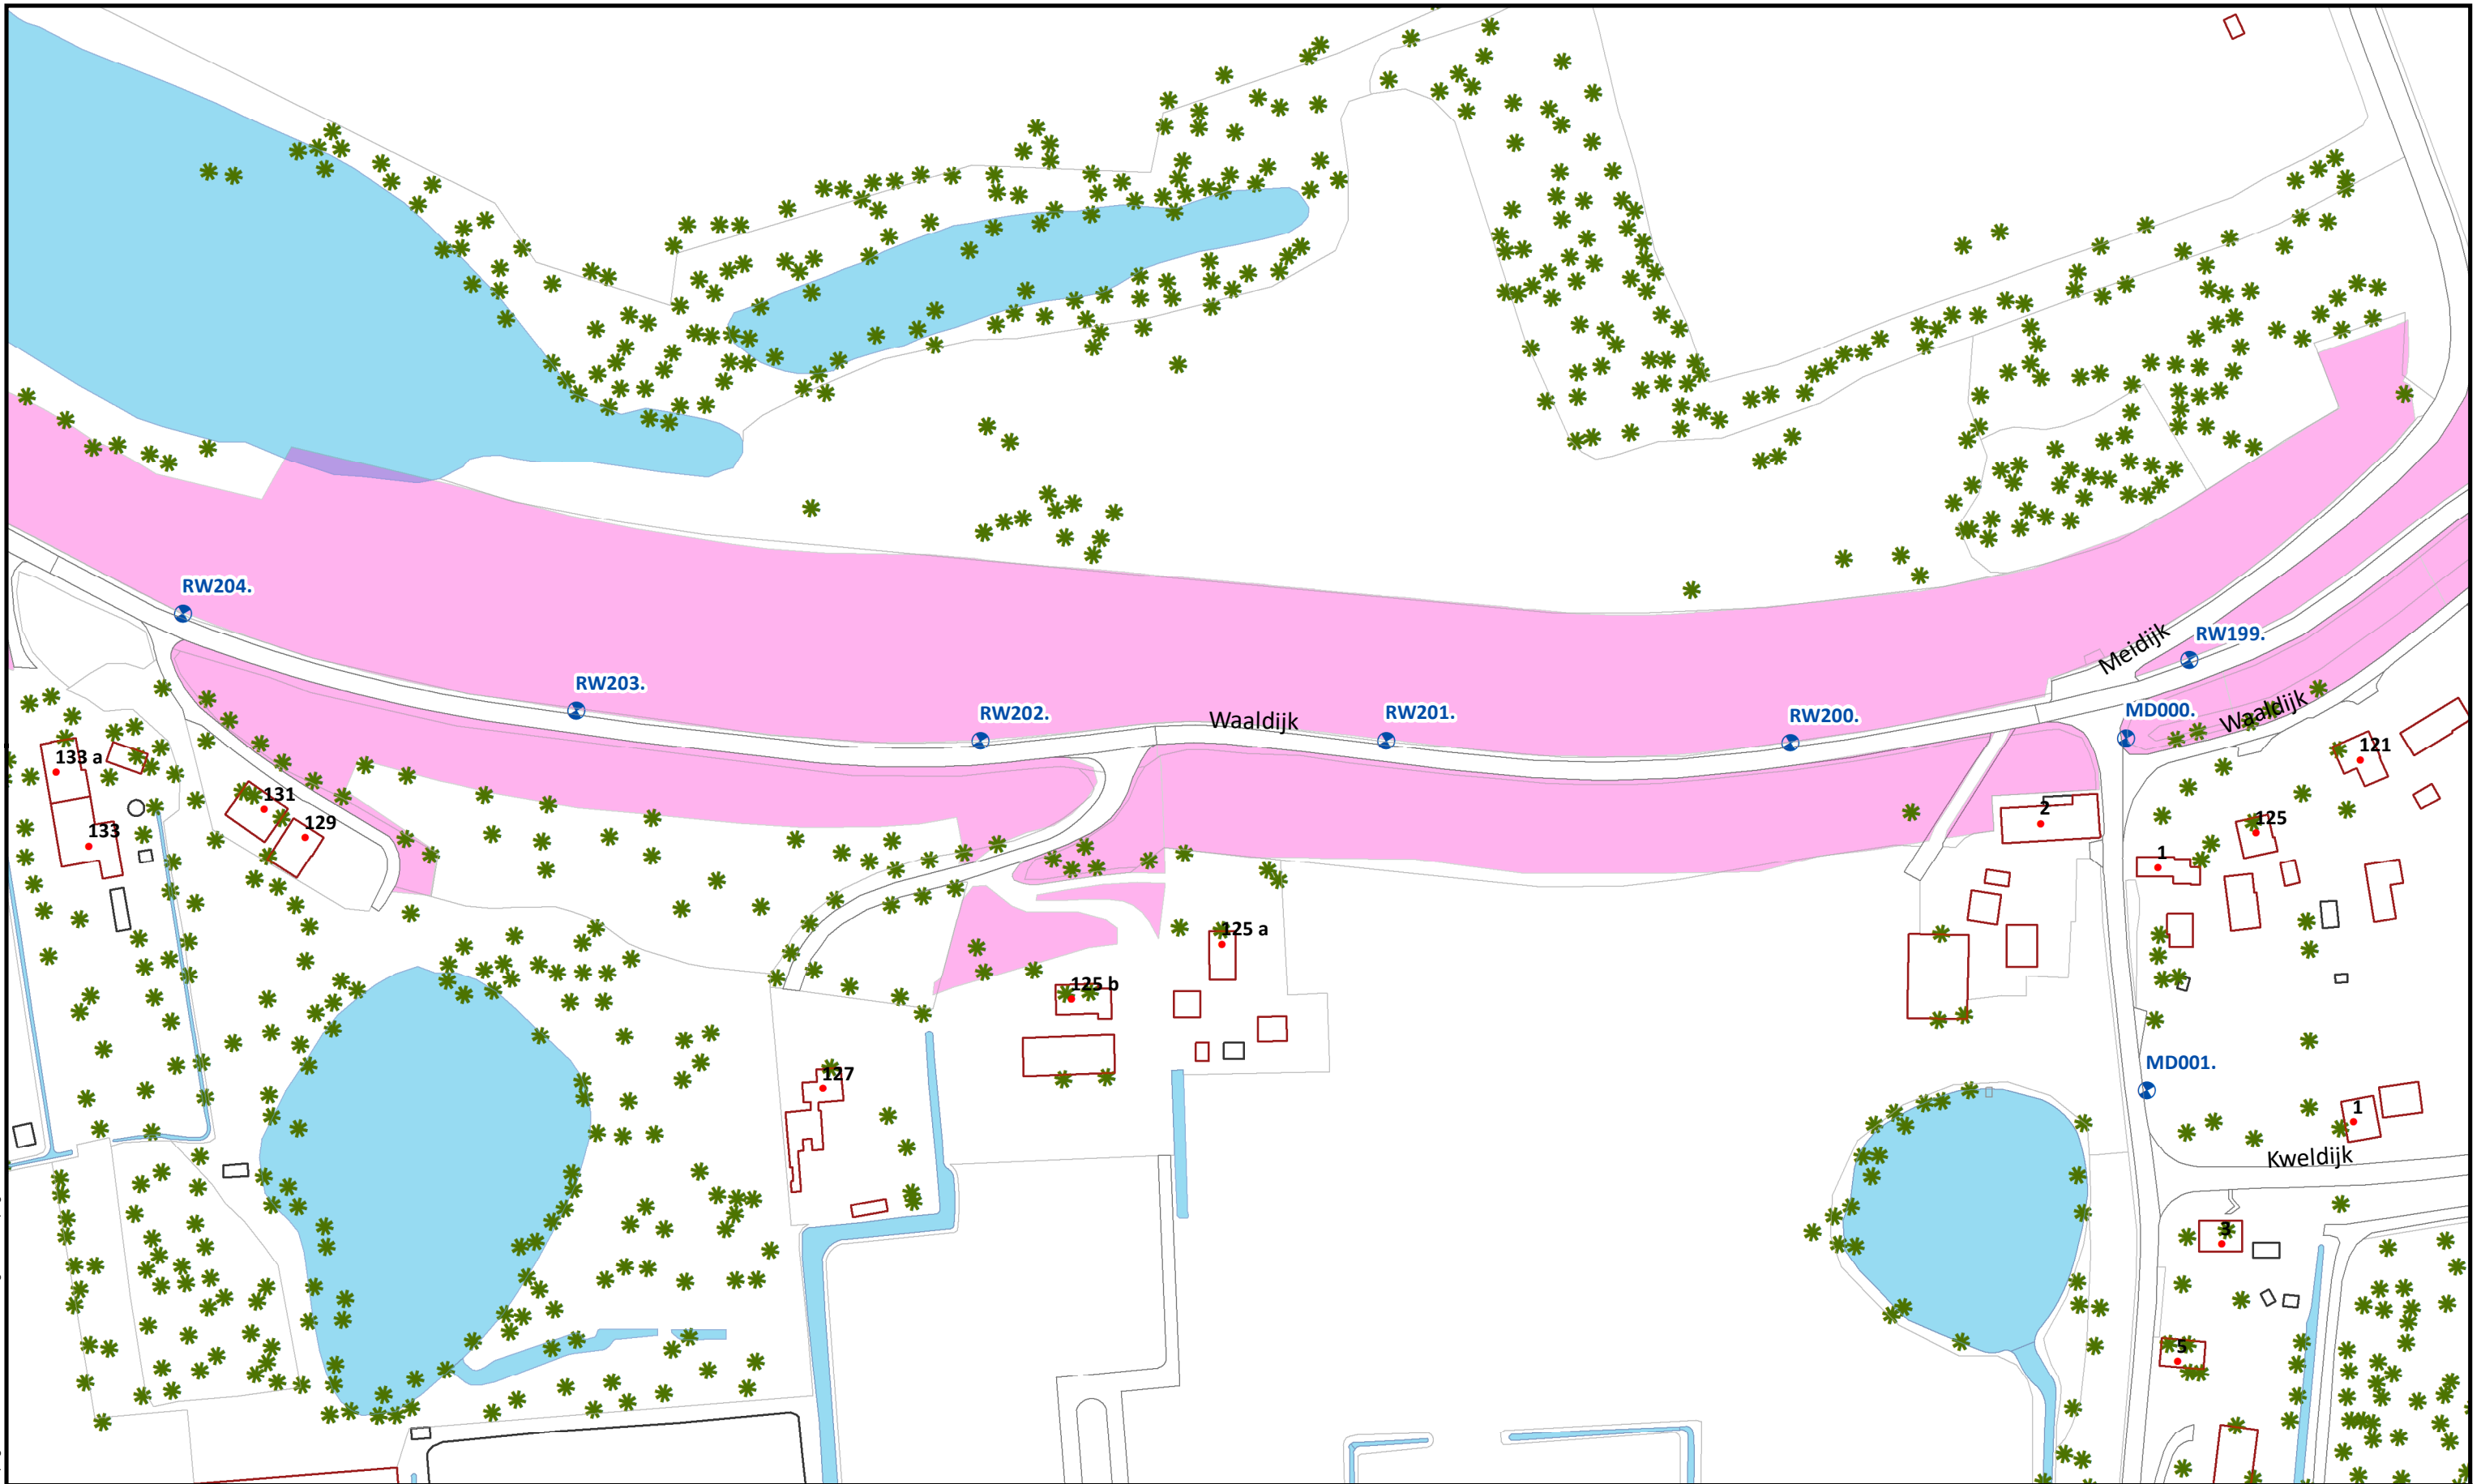 RW204.
Meidijk
RW199.
RW203.
Waaldijk
RW202.
Waaldijk
RW201.
RW200.
MD000.
121
133 a
131
2
125
129
133
1
125 a
125 b
MD001.
127
1
Kweldijk
3
5